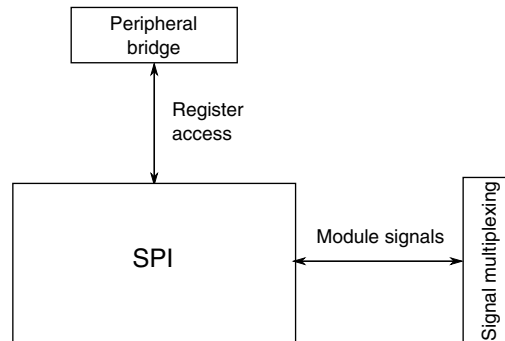 Peripheral
bridge
Register
access
SPI
Module signals
Signal multiplexing